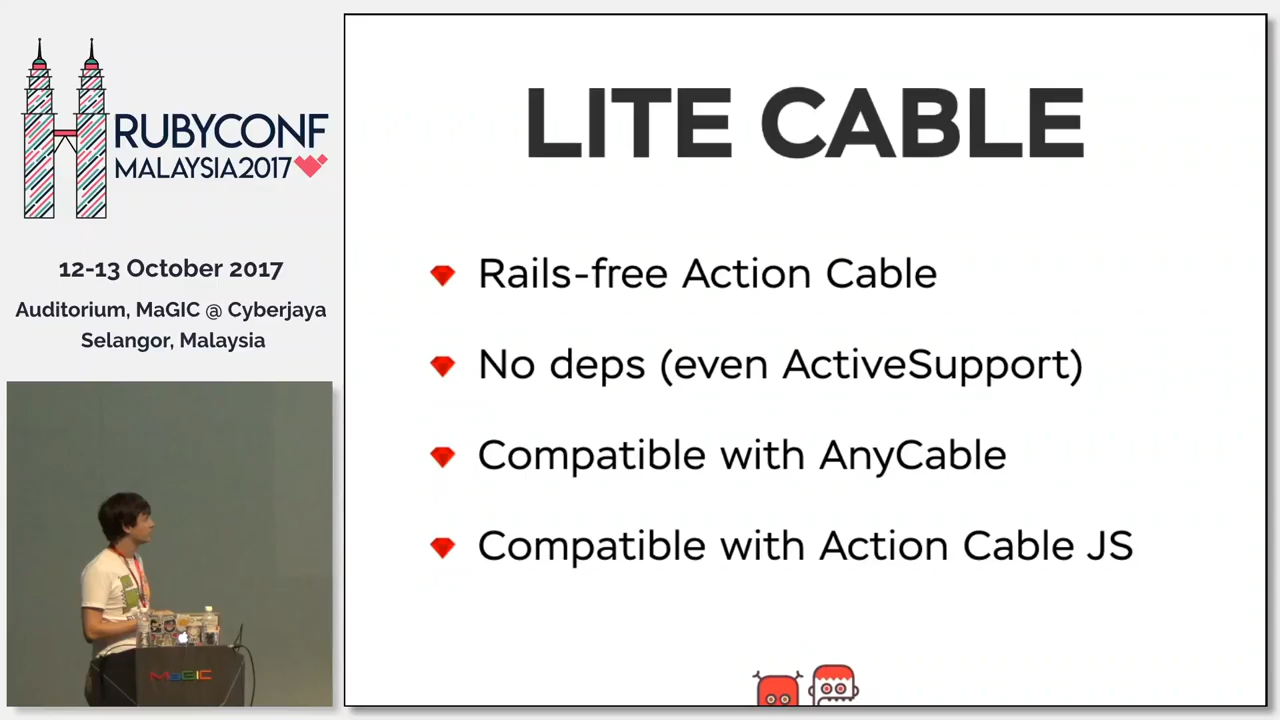 RUBYCONF
MALAYSIA2017
12-13 October 2017
Auditorium, MaGIC @ Cyberjaya
Selangor, Malaysia
MaGIC
LITE CABLE
Rails-free Action Cable
No deps (even ActiveSupport)
Compatible with AnyCable
Compatible with Action Cable JS